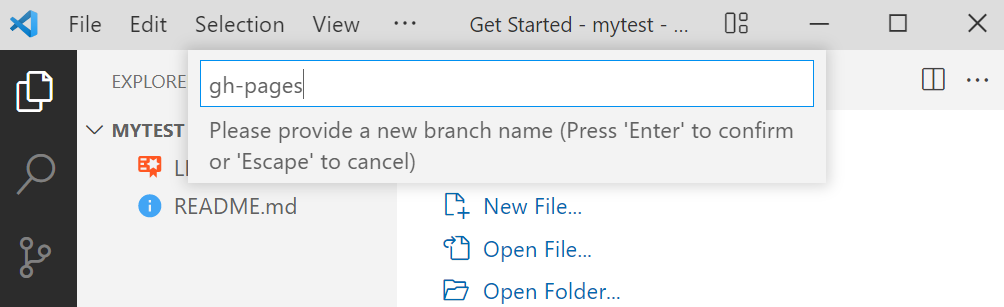 File Edit Selection View ··· Get Started - mytest - ...
EXPLORE
gh-pages
Please provide a new branch name (Press 'Enter' to confirm
or 'Escape' to cancel)
MYTEST
README.md
New File...
Open File...
Open Folder...